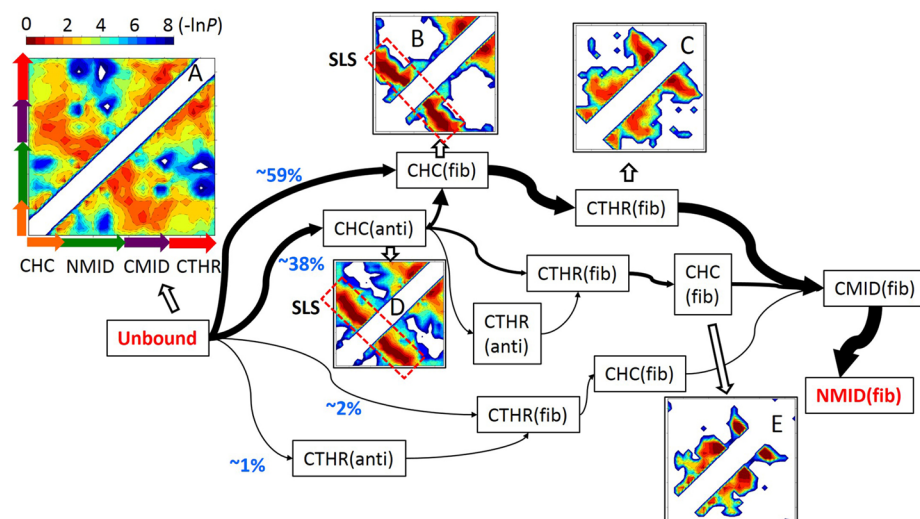 0 2 4 6 8 (-lnP)
A
B
SLS
C
~59%
CHC(fib)
CTHR(fib)
CHC(anti)
CHC NMID CMID CTHR
~38%
CTHR(fib)
CHC
(fib)
CMID(fib)
SLS
D
Unbound
CTHR
(anti)
CHC(fib)
NMID(fib)
~2%
CTHR(fib)
E
~1%
CTHR(anti)